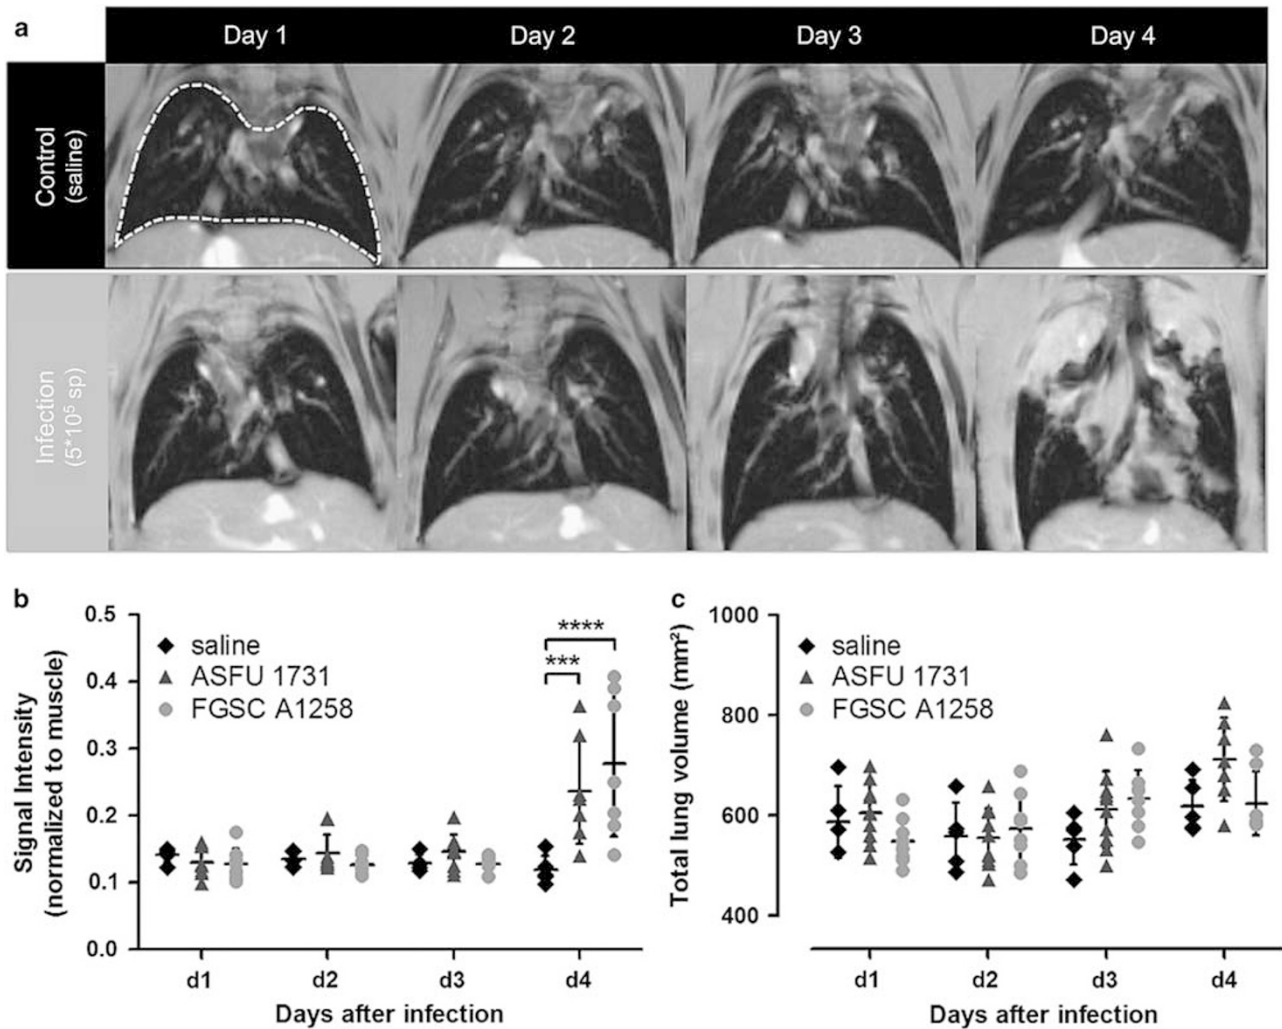 a
Day 1 Day 2 Day 3 Day 4
Control
(saline)
Infection
(5*10⁵ sp)
b
Signal Intensity
(normalized to muscle)
0.5
0.4
0.3
0.2
0.1
0.0
saline
ASFU 1731
FGSC A1258
****
***
d1 d2 d3 d4
Days after infection
c
Total lung volume (mm²)
1000
800
600
400
saline
ASFU 1731
FGSC A1258
d1 d2 d3 d4
Days after infection